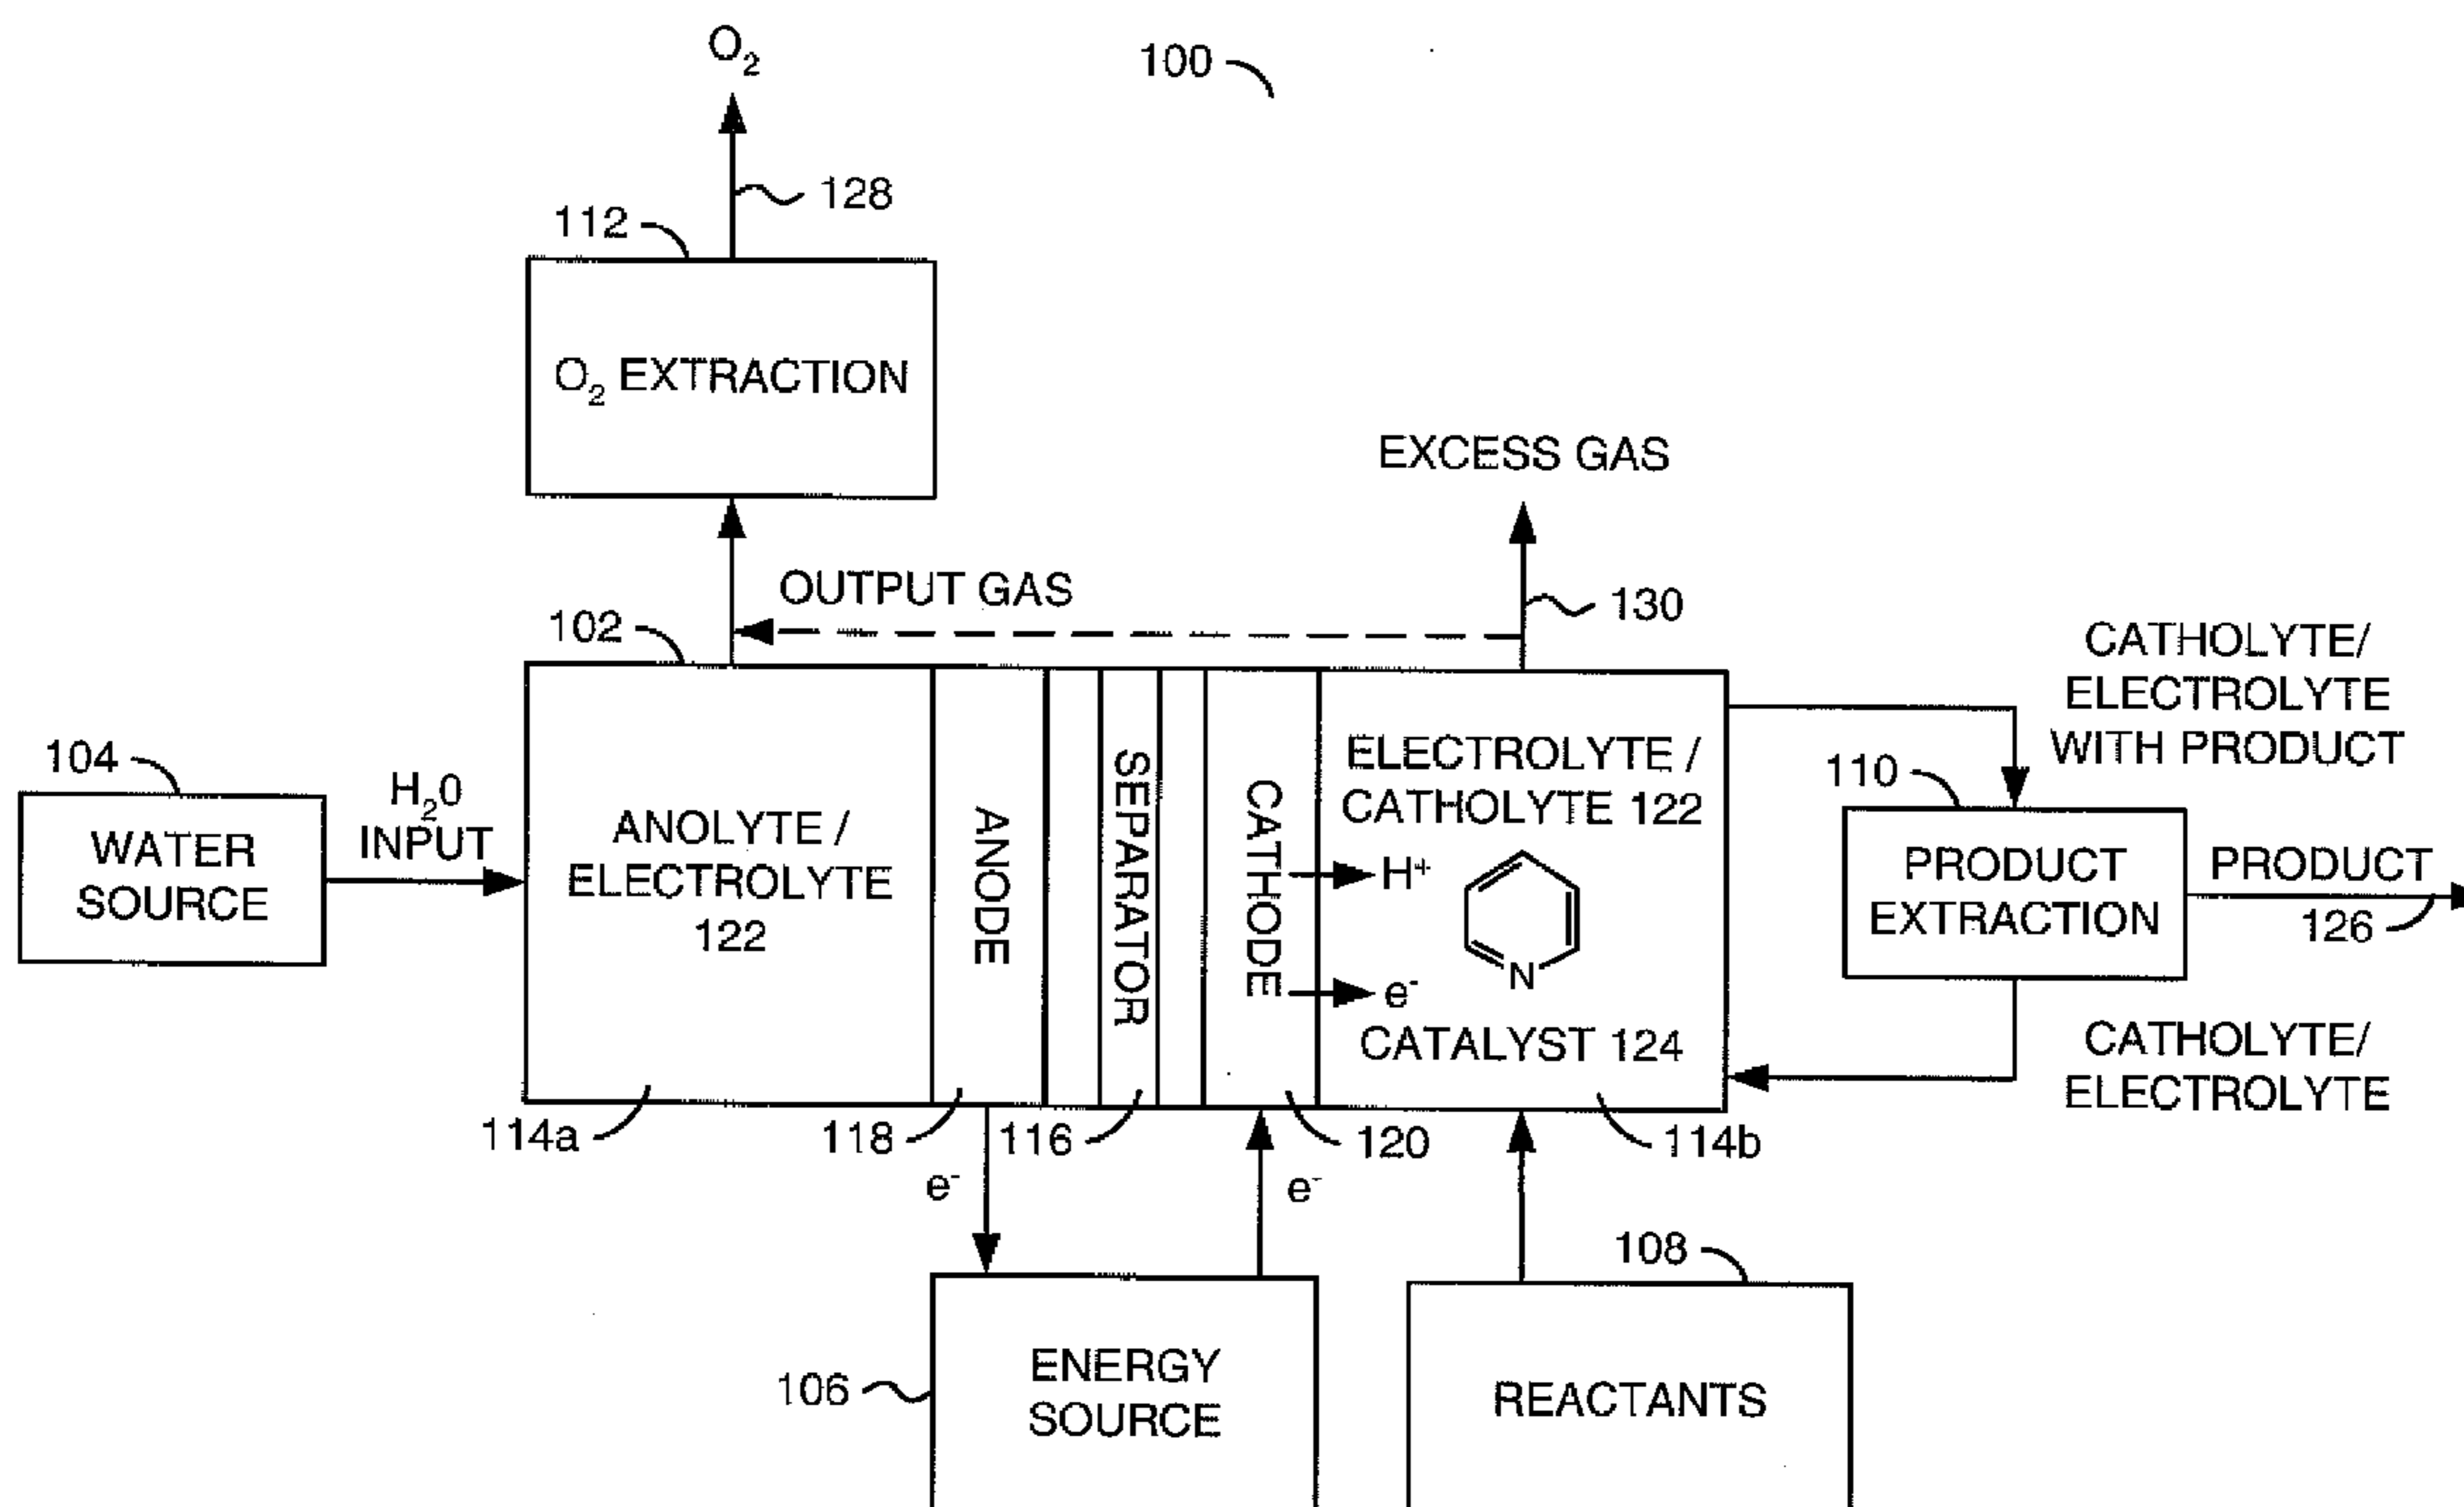 O₂
100
128
112
O₂ EXTRACTION
EXCESS GAS
OUTPUT GAS
130
102
CATHOLYTE/
ELECTROLYTE
WITH PRODUCT
104
H₂0
INPUT
WATER
SOURCE
ANOLYTE /
ELECTROLYTE
122
ANODE
SEPARATOR
CATHODE
ELECTROLYTE /
CATHOLYTE 122
H⁺
N
e⁻
CATALYST 124
110
PRODUCT
EXTRACTION
PRODUCT
126
CATHOLYTE/
ELECTROLYTE
114a
118
116
120
114b
e⁻
e⁻
108
106
ENERGY
SOURCE
REACTANTS